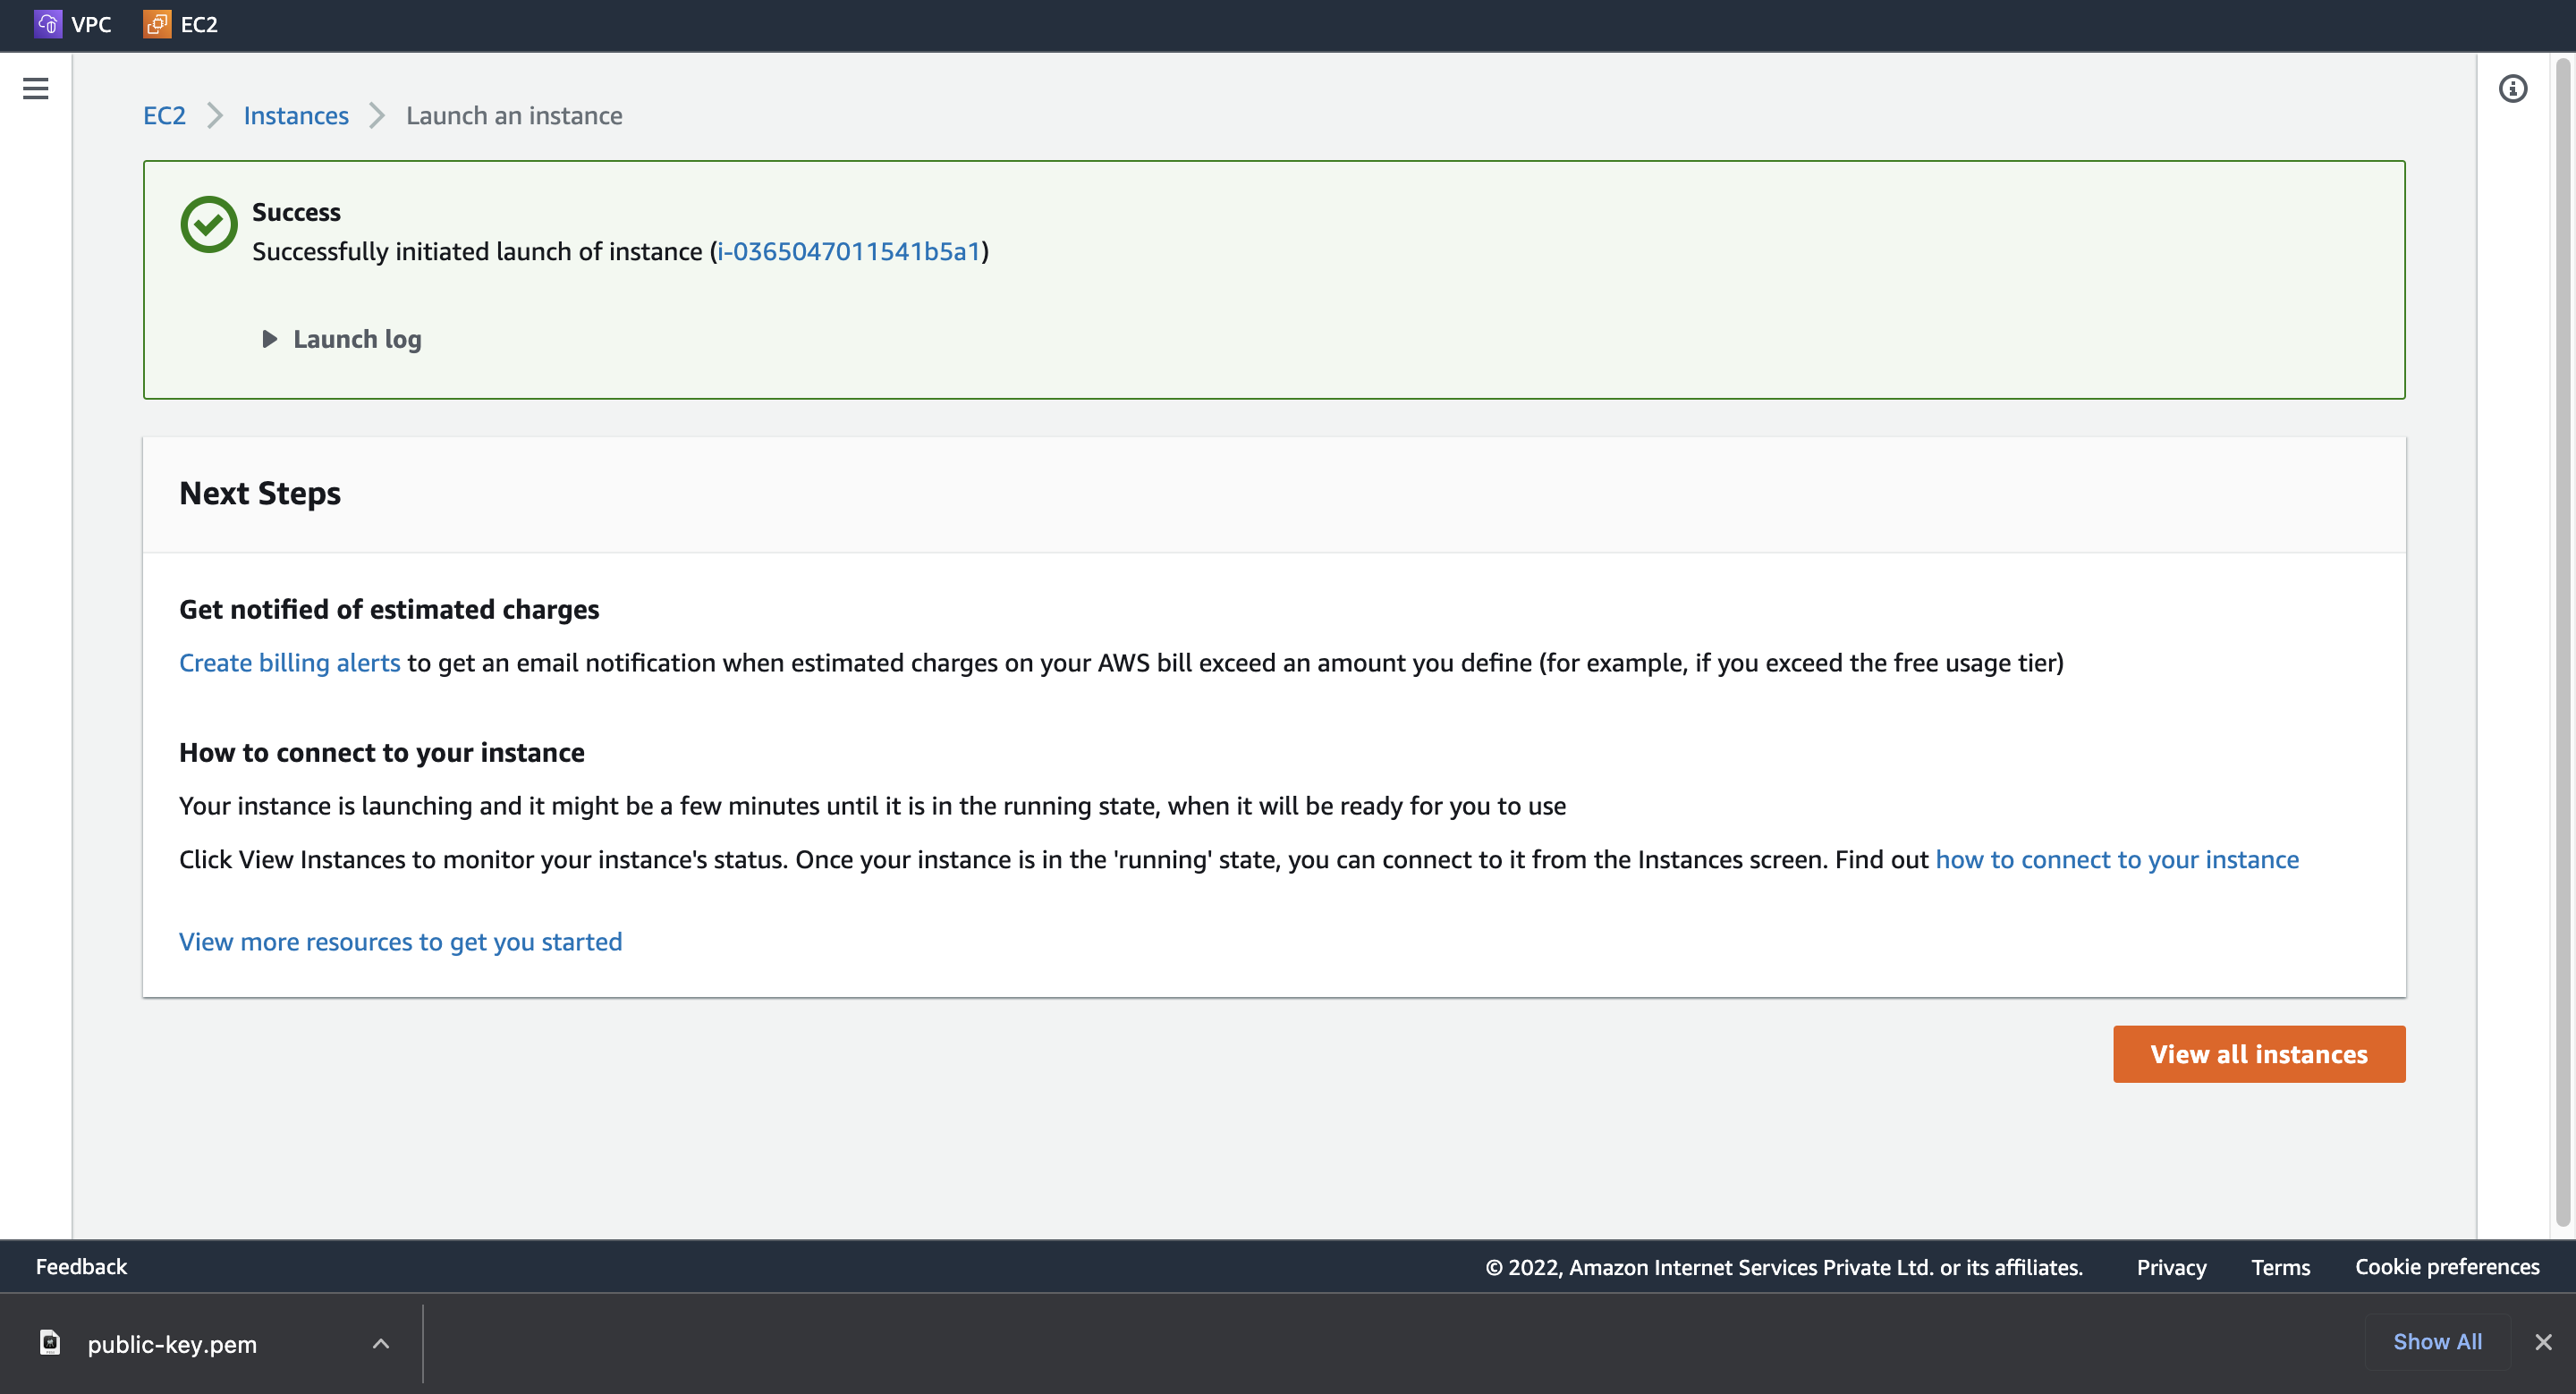 VPC EC2
EC2 Instances Launch an instance
Success
Successfully initiated launch of instance (i-0365047011541b5a1)
Launch log
Next Steps
Get notified of estimated charges
Create billing alerts to get an email notification when estimated charges on your AWS bill exceed an amount you define (for example, if you exceed the free usage tier)
How to connect to your instance
Your instance is launching and it might be a few minutes until it is in the running state, when it will be ready for you to use
Click View Instances to monitor your instance's status. Once your instance is in the 'running' state, you can connect to it from the Instances screen. Find out how to connect to your instance
View more resources to get you started
View all instances
Feedback © 2022, Amazon Internet Services Private Ltd. or its affiliates. Privacy Terms Cookie preferences
public-key.pem Show All